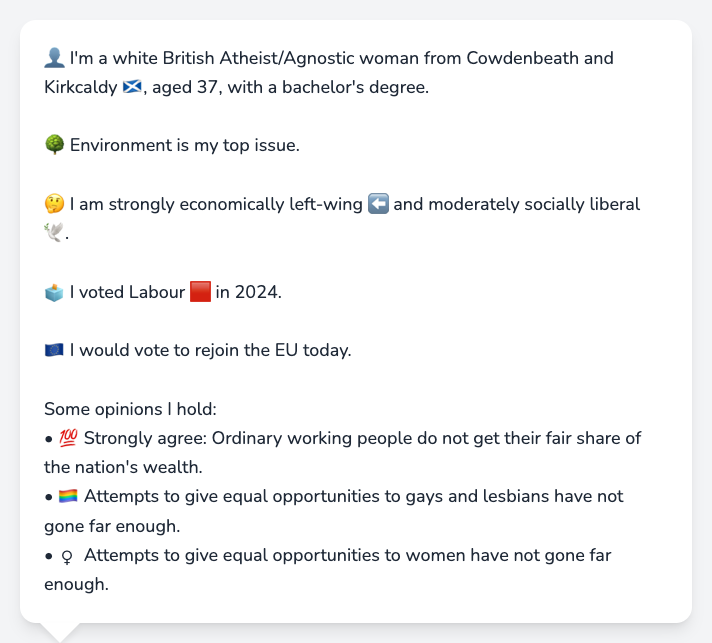 👤 I'm a white British Atheist/Agnostic woman from Cowdenbeath and
Kirkcaldy 🏴󠁧󠁢󠁳󠁣󠁴󠁿, aged 37, with a bachelor's degree.
🌳 Environment is my top issue.
🤔 I am strongly economically left-wing ⬅️ and moderately socially liberal
🕊️.
🗳️ I voted Labour 🟥 in 2024.
🇪🇺 I would vote to rejoin the EU today.
Some opinions I hold:
• 💯 Strongly agree: Ordinary working people do not get their fair share of
the nation's wealth.
• 🏳️‍🌈 Attempts to give equal opportunities to gays and lesbians have not
gone far enough.
• ♀ Attempts to give equal opportunities to women have not gone far
enough.